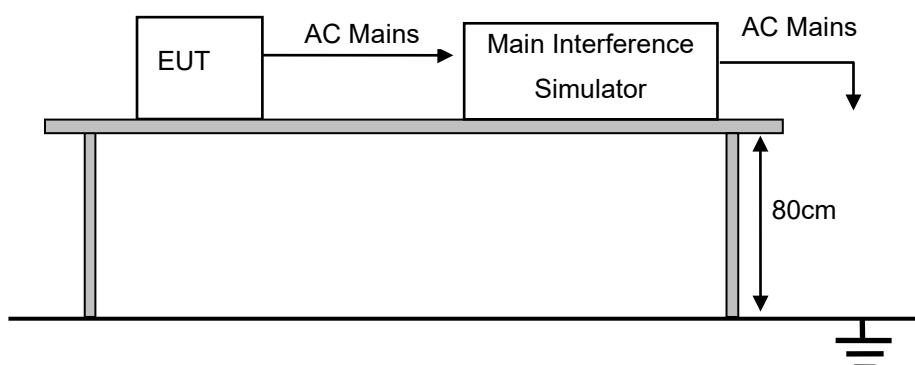 EUT
AC Mains
Main Interference
Simulator
AC Mains
80cm